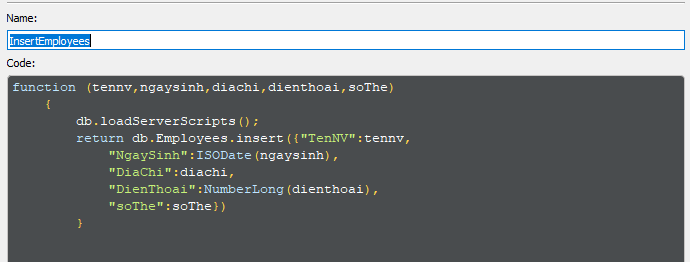 Name:
InsertEmployees
Code:
function (tennv,ngaysinh,diachi,dienthoai,soThe)
{
db.loadServerScripts();
return db.Employees.insert({"TenNV":tennv,
"NgaySinh":ISODate(ngaysinh),
"DiaChi":diachi,
"DienThoai":NumberLong(dienthoai),
"soThe":soThe})
}